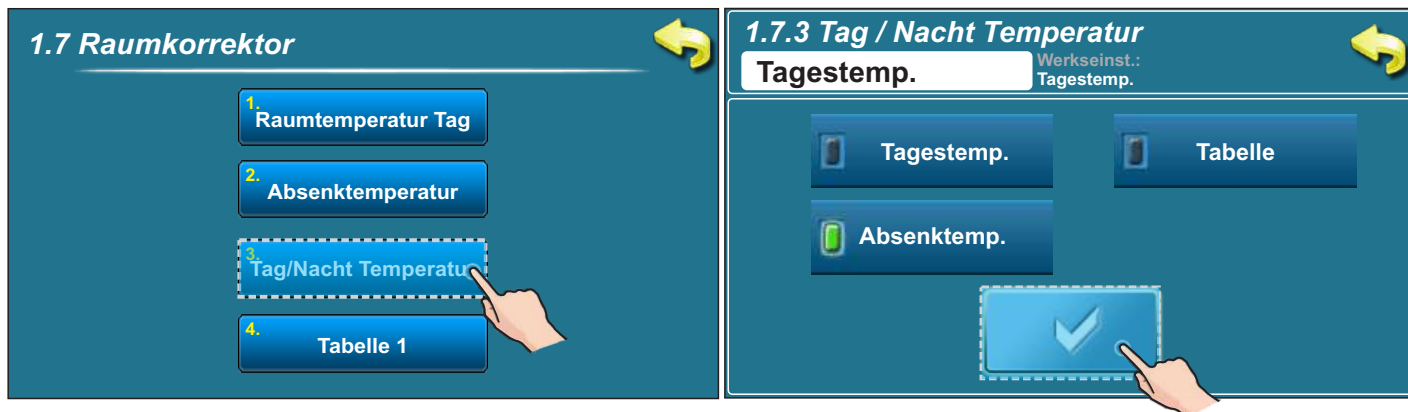 1.7 Raumkorrektor
1.
Raumtemperatur Tag
2.
Absenktemperatur
3.
Tag/Nacht Temperatu
4.
Tabelle 1
1.7.3 Tag / Nacht Temperatur
Tagestemp.
Werkseinst.:
Tagestemp.
Tagestemp.
Tabelle
Absenktemp.